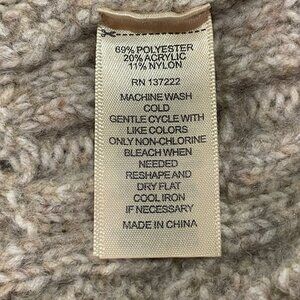 69% POLYESTER
20% ACRYLIC
11% NYLON
RN 137222
MACHINE WASH
COLD
GENTLE CYCLE WITH
LIKE COLORS
ONLY NON-CHLORINE
BLEACH WHEN
NEEDED
RESHAPE AND
DRY FLAT
COOL IRON
IF NECESSARY
MADE IN CHINA